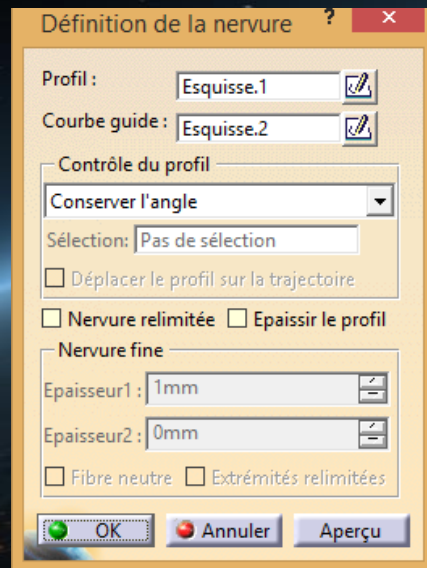 Définition de la nervure ? ×
Profil : Esquisse.1
Courbe guide : Esquisse.2
Contrôle du profil
Conserver l'angle
Sélection: Pas de sélection
Déplacer le profil sur la trajectoire
Nervure relimitée Epaissir le profil
Nervure fine
Epaisseur1 : 1mm
Epaisseur2 : 0mm
Fibre neutre Extrémités relimitées
OK Annuler Aperçu